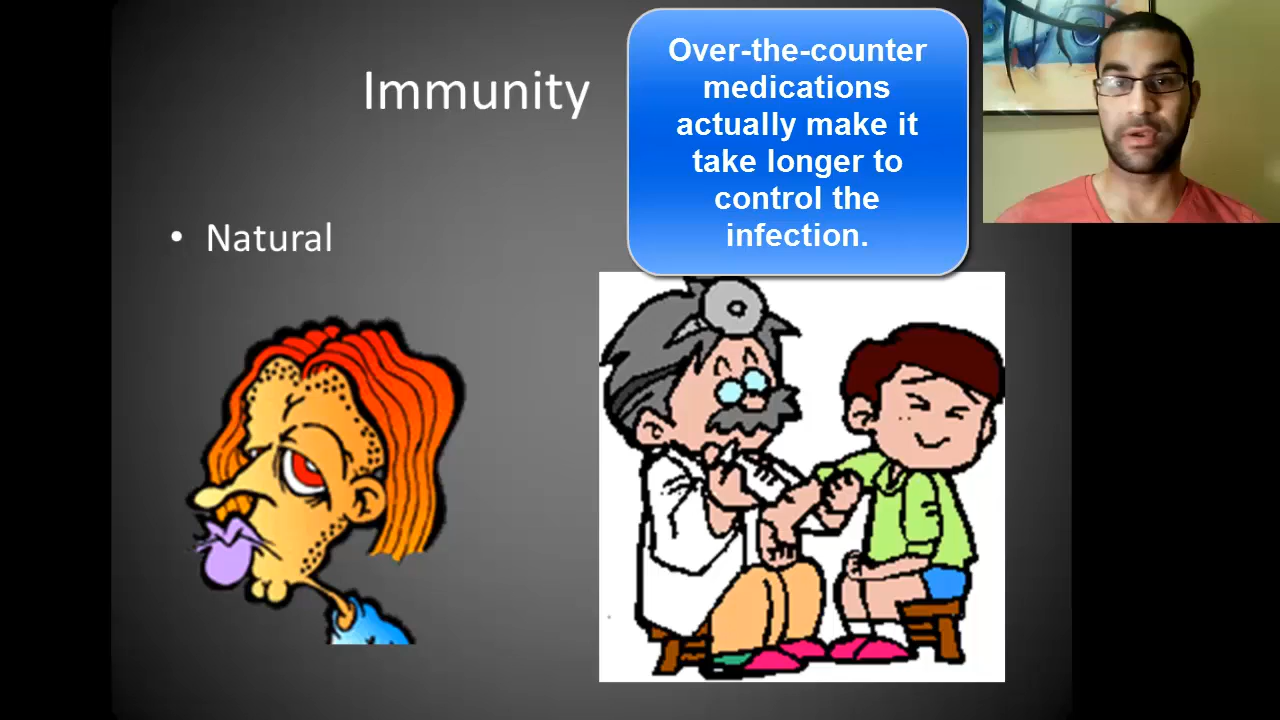 Immunity
Over-the-counter
medications
actually make it
take longer to
control the
infection.
• Natural